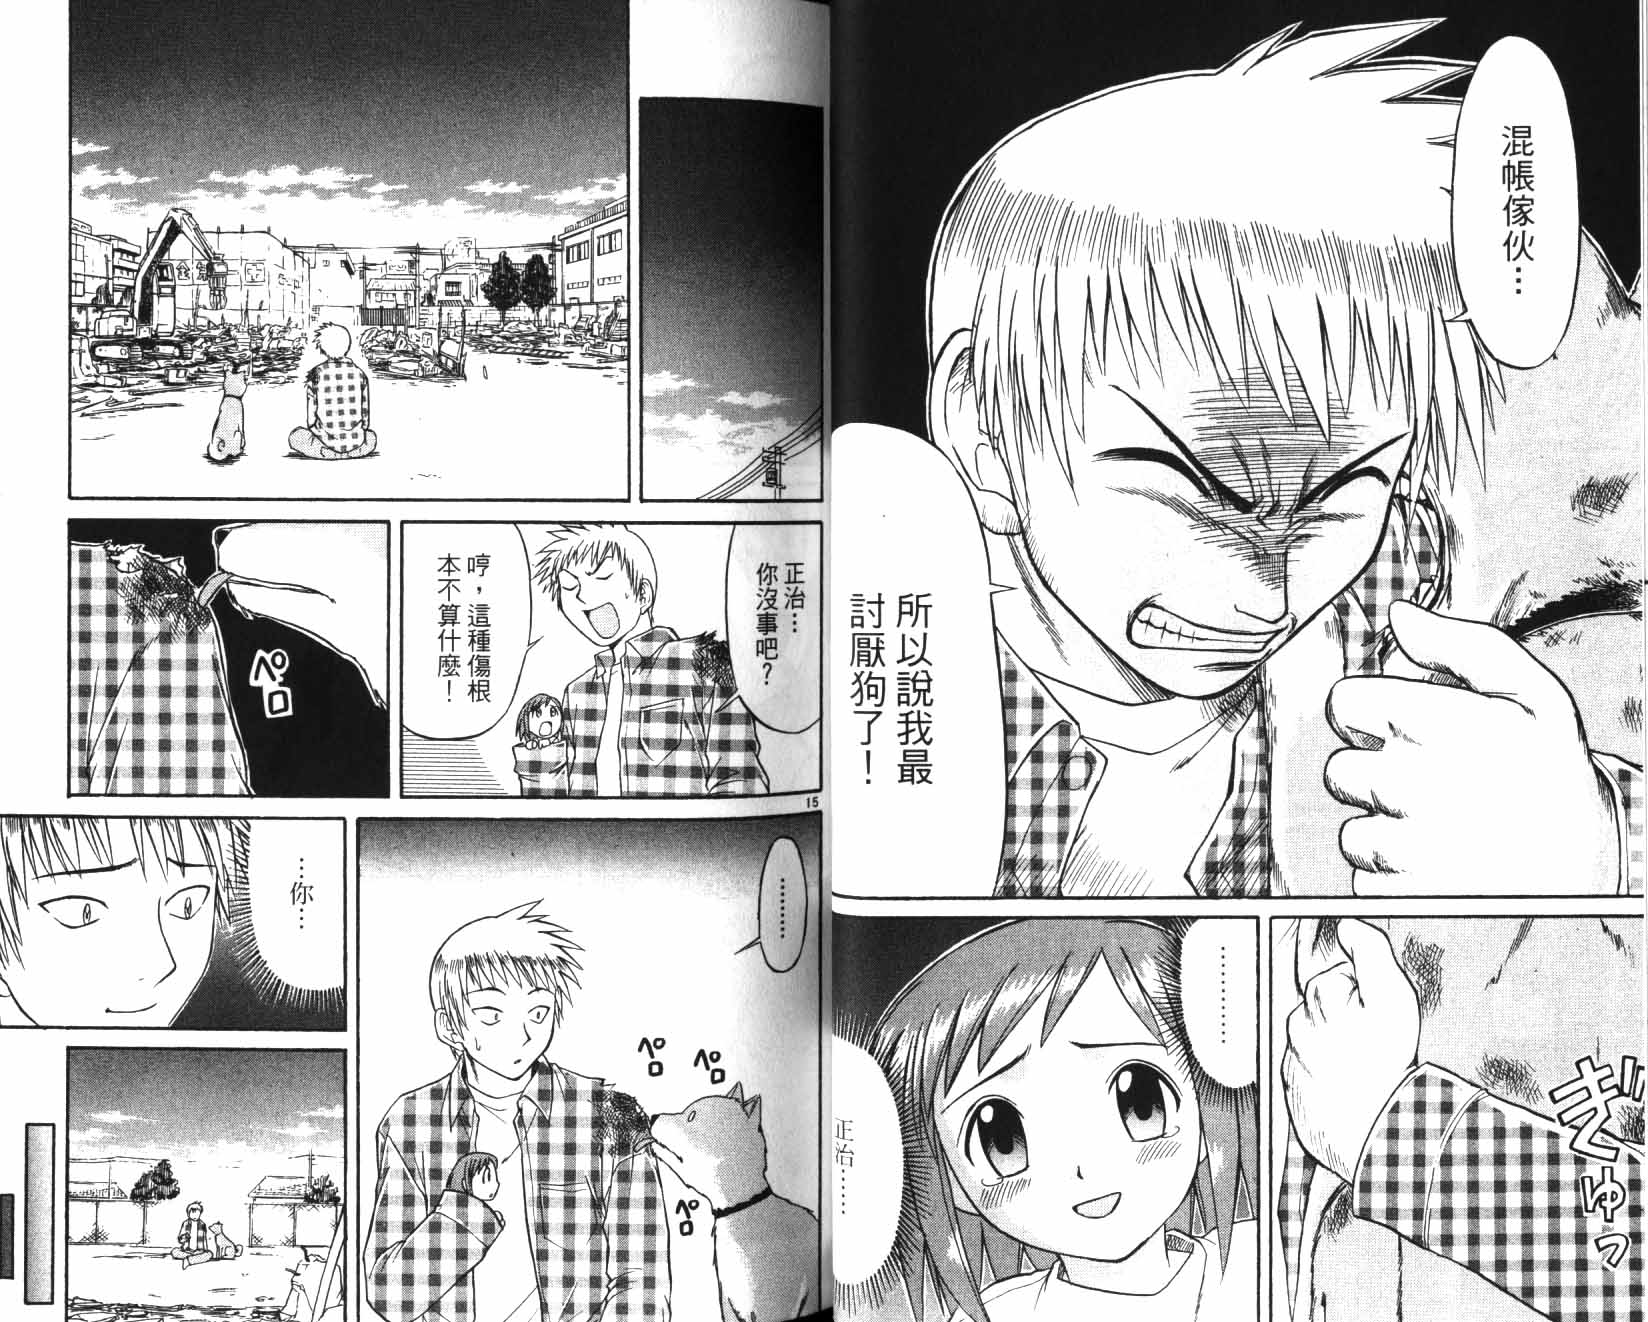 混帳傢伙…
所以說我最
討厭狗了！
ぎゅっ
………
正治……
正治…
你沒事吧？
哼，這種傷根
本不算什麼！
ペロ
15
………
ペロ
ペロ
ペロ
…你…